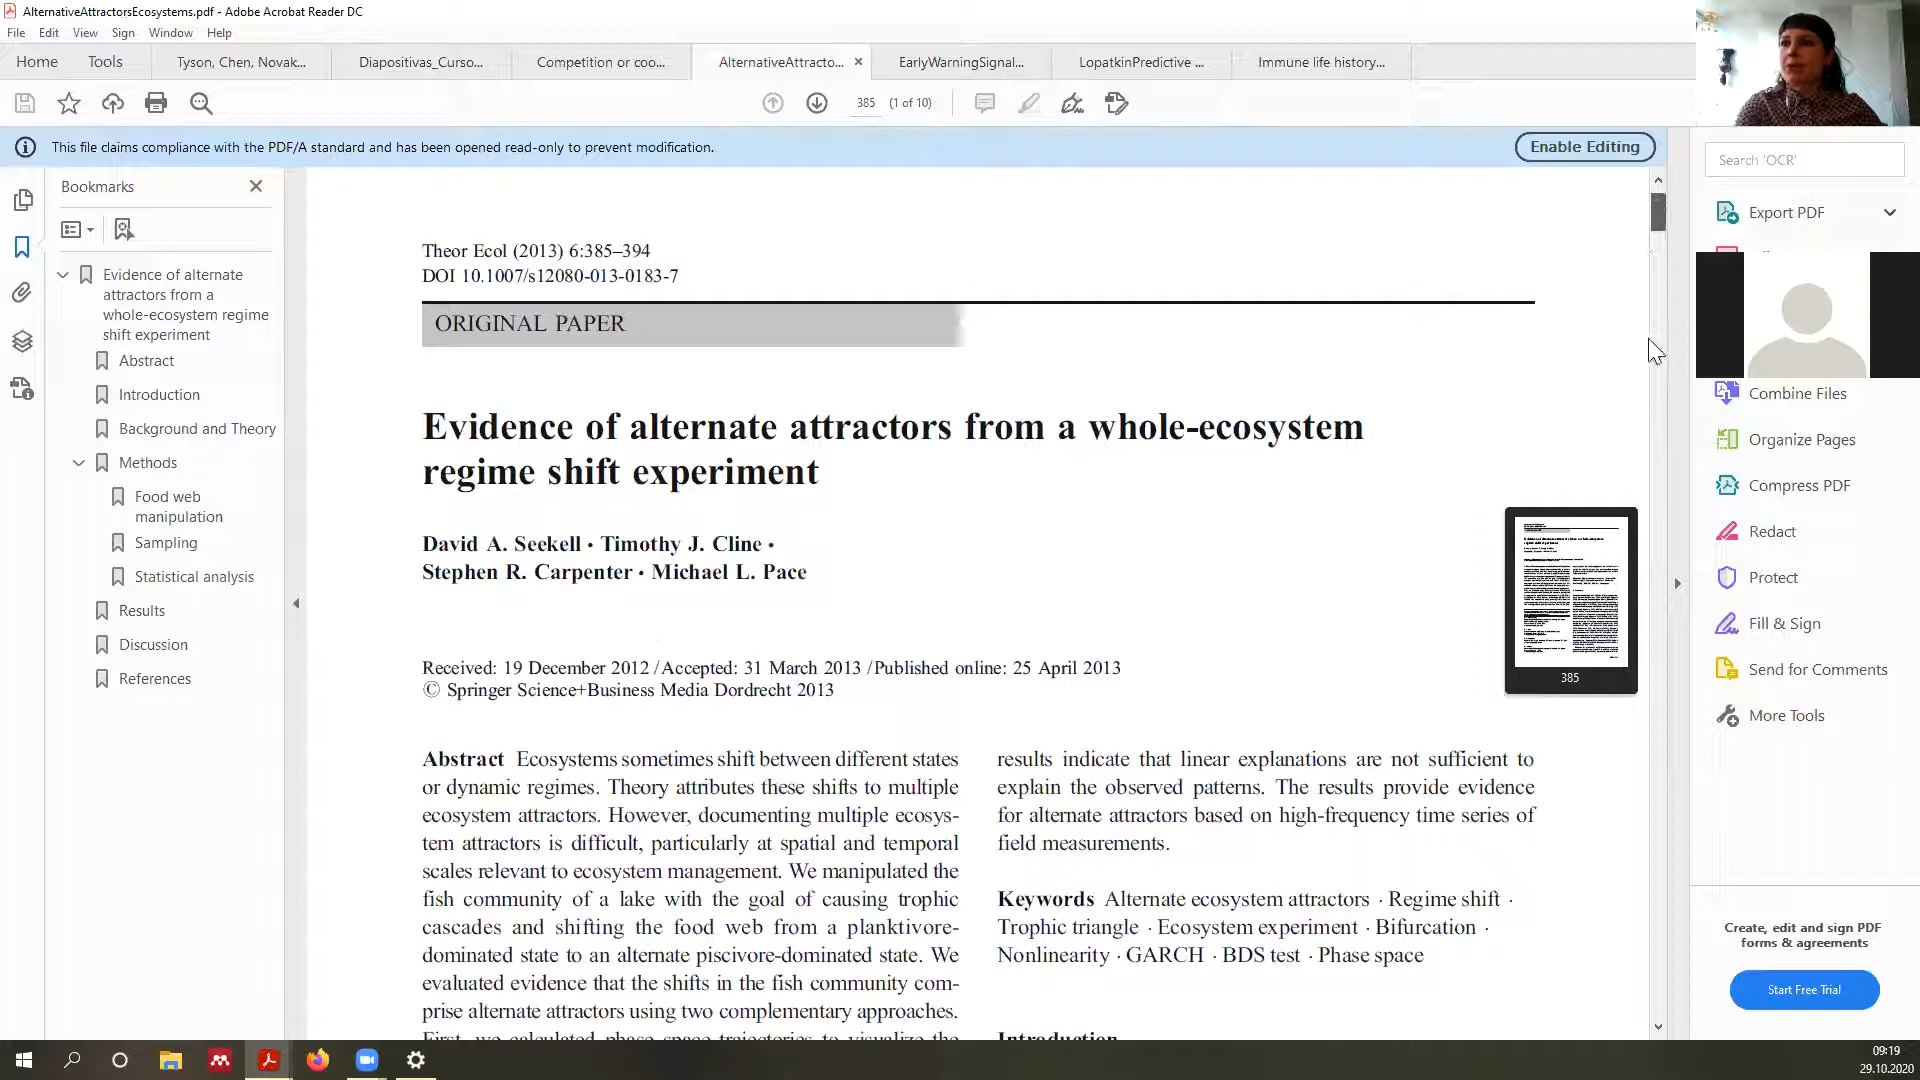 AlternativeAttractorsEcosystems.pdf - Adobe Acrobat Reader DC
File Edit View Sign Window Help
Home Tools Tyson, Chen, Novak... Diapositivas_Curso... Competition or coo... AlternativeAttracto... × EarlyWarningSignal... LopatkinPredictive ... Immune life history...
385 (1 of 10)
This file claims compliance with the PDF/A standard and has been opened read-only to prevent modification.
Enable Editing
Bookmarks
Evidence of alternate
attractors from a
whole-ecosystem regime
shift experiment
Abstract
Introduction
Background and Theory
Methods
Food web
manipulation
Sampling
Statistical analysis
Results
Discussion
References
Theor Ecol (2013) 6:385–394
DOI 10.1007/s12080-013-0183-7
ORIGINAL PAPER
Evidence of alternate attractors from a whole-ecosystem
regime shift experiment
David A. Seekell · Timothy J. Cline ·
Stephen R. Carpenter · Michael L. Pace
Received: 19 December 2012 / Accepted: 31 March 2013 / Published online: 25 April 2013
© Springer Science+Business Media Dordrecht 2013
Abstract Ecosystems sometimes shift between different states
or dynamic regimes. Theory attributes these shifts to multiple
ecosystem attractors. However, documenting multiple ecosys-
tem attractors is difficult, particularly at spatial and temporal
scales relevant to ecosystem management. We manipulated the
fish community of a lake with the goal of causing trophic
cascades and shifting the food web from a planktivore-
dominated state to an alternate piscivore-dominated state. We
evaluated evidence that the shifts in the fish community com-
prise alternate attractors using two complementary approaches.
First, we calculated phase space trajectories to visualize the
results indicate that linear explanations are not sufficient to
explain the observed patterns. The results provide evidence
for alternate attractors based on high-frequency time series of
field measurements.
Keywords Alternate ecosystem attractors · Regime shift ·
Trophic triangle · Ecosystem experiment · Bifurcation ·
Nonlinearity · GARCH · BDS test · Phase space
Introduction
385
Search 'OCR'
Export PDF
Combine Files
Organize Pages
Compress PDF
Redact
Protect
Fill & Sign
Send for Comments
More Tools
Create, edit and sign PDF
forms & agreements
Start Free Trial
09:19
29.10.2020